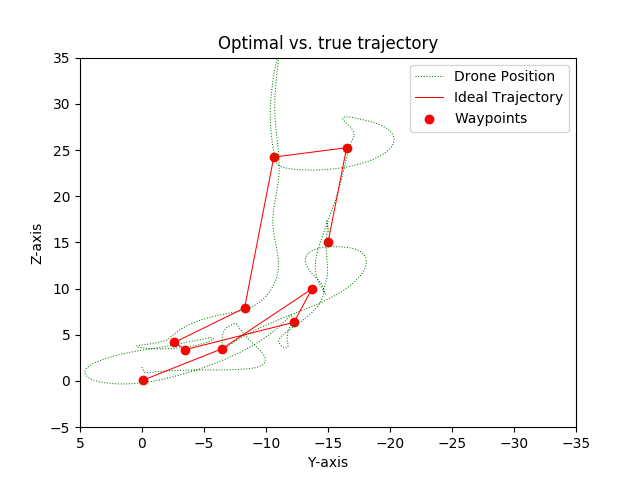 Optimal vs. true trajectory
Drone Position
Ideal Trajectory
Waypoints
35
30
25
20
15
10
5
0
−5
Z-axis
5 0 −5 −10 −15 −20 −25 −30 −35
Y-axis